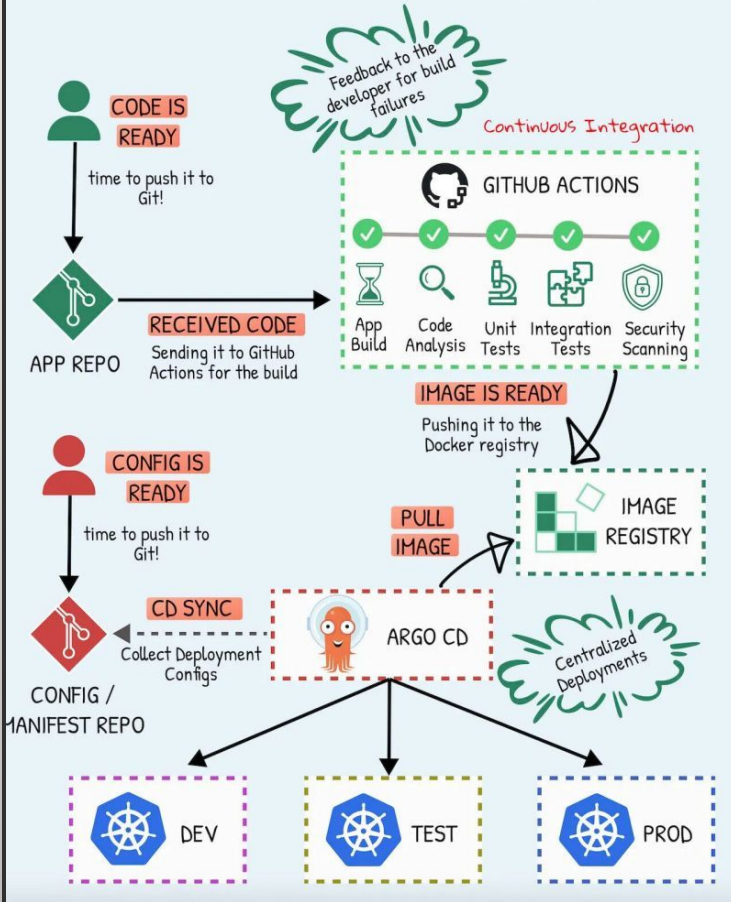 Feedback to the
developer for build
failures
CODE IS
READY
Continuous Integration
time to push it to
Git!
GITHUB ACTIONS
RECEIVED CODE
Sending it to GitHub
Actions for the build
APP REPO
App
Build
Code
Analysis
Unit
Tests
Integration
Tests
Security
Scanning
IMAGE IS READY
Pushing it to the
Docker registry
CONFIG IS
READY
time to push it to
Git!
PULL
IMAGE
IMAGE
REGISTRY
CD SYNC
Collect Deployment
Configs
ARGO CD
Centralized
Deployments
CONFIG /
MANIFEST REPO
DEV
TEST
PROD